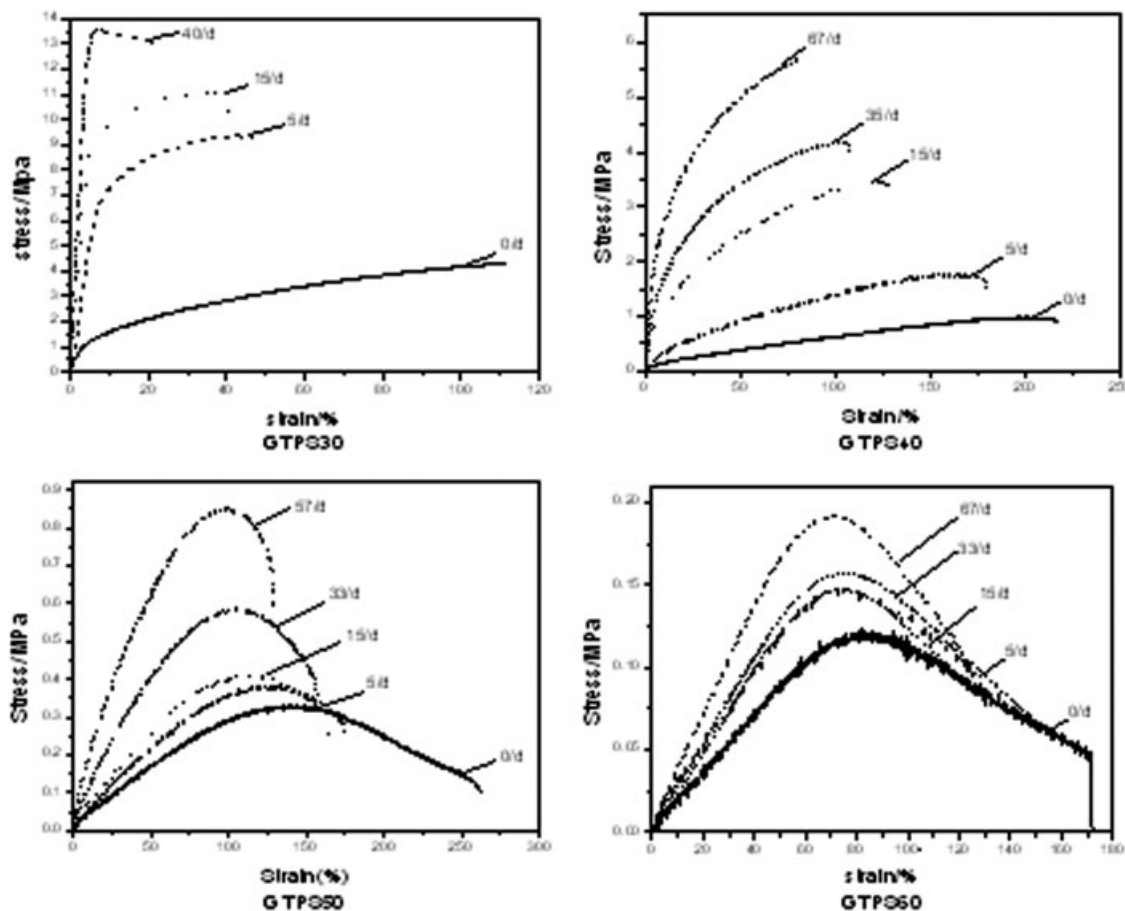 14
13
12
11
10
9
8
7
6
5
4
3
2
1
0
stress/Mpa
40/d
15/d
5/d
0/d
0 20 40 60 80 100 120
strain/%
GTPS30
6
5
4
3
2
1
0
Stress/MPa
67/d
35/d
15/d
5/d
0/d
0 50 100 150 200 250
Strain/%
GTPS40
0.9
0.8
0.7
0.6
0.5
0.4
0.3
0.2
0.1
0.0
Stress/MPa
57/d
33/d
15/d
5/d
0/d
0 50 100 150 200 250 300
Strain(%)
GTPS50
0.20
0.15
0.10
0.05
0.00
Stress/MPa
67/d
33/d
15/d
5/d
0/d
0 20 40 60 80 100 120 140 160 180
strain/%
GTPS60